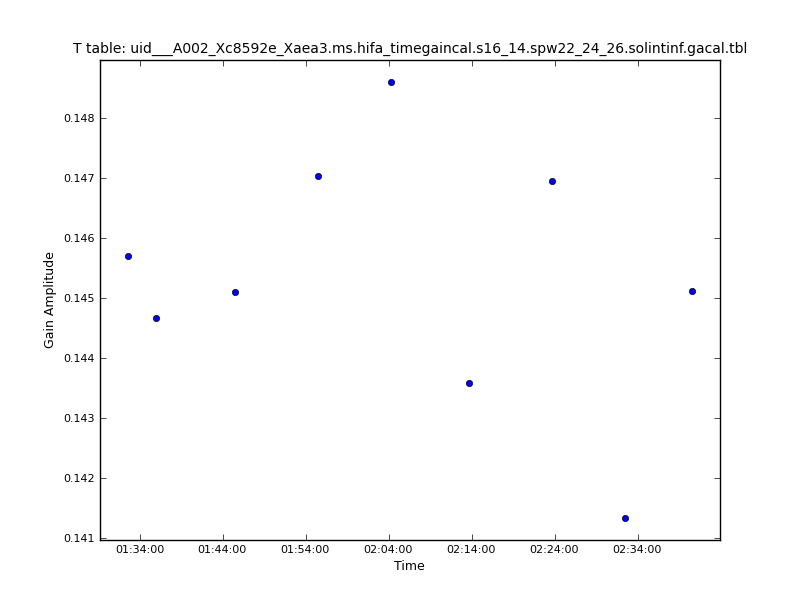 T table: uid___A002_Xc8592e_Xaea3.ms.hifa_timegaincal.s16_14.spw22_24_26.solintinf.gacal.tbl
0.148
0.147
0.146
0.145
0.144
0.143
0.142
0.141
Gain Amplitude
01:34:00 01:44:00 01:54:00 02:04:00 02:14:00 02:24:00 02:34:00
Time